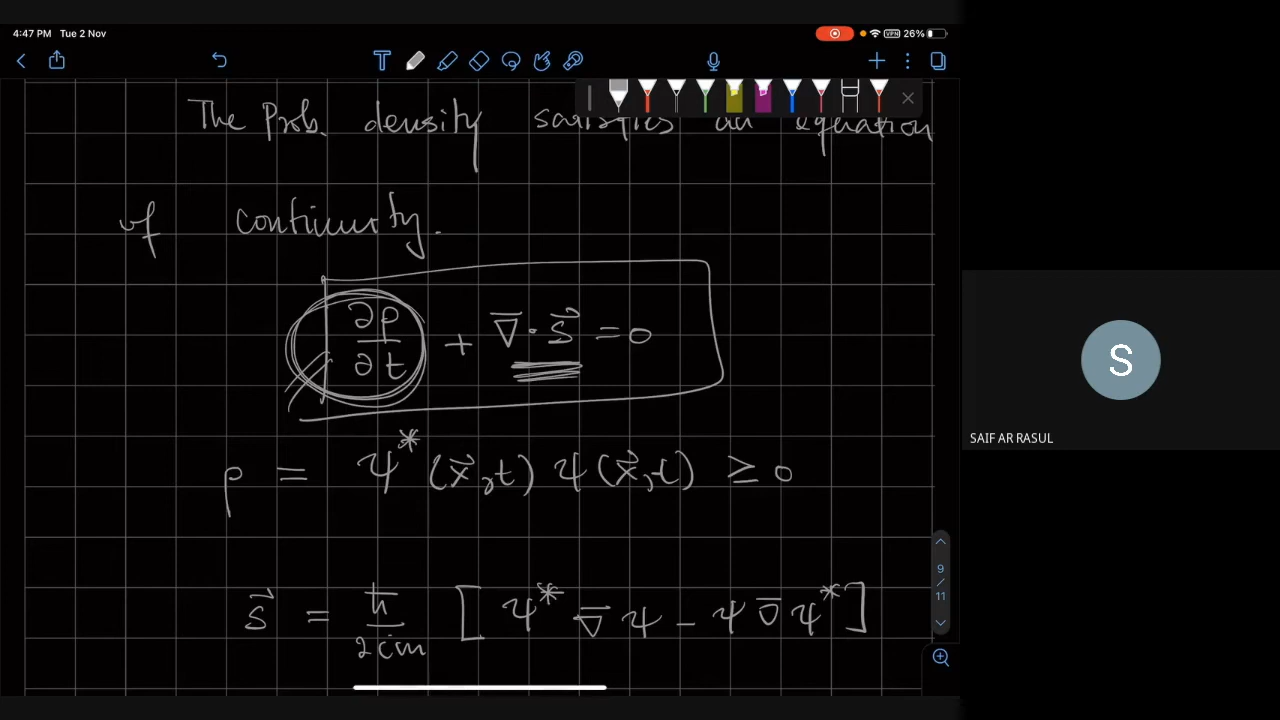 4:47 PM Tue 2 Nov
VPN 26%
T
The Prob. density satisfies an equation
of continuity.
∂ρ/∂t + ∇̄ · s⃗ = 0
ρ = ψ* (x⃗,t) ψ (x⃗,t) ≥ 0
s⃗ = ħ/2im [ψ* ∇̄ ψ − ψ ∇̄ ψ*]
9
/
11
S
SAIF AR RASUL